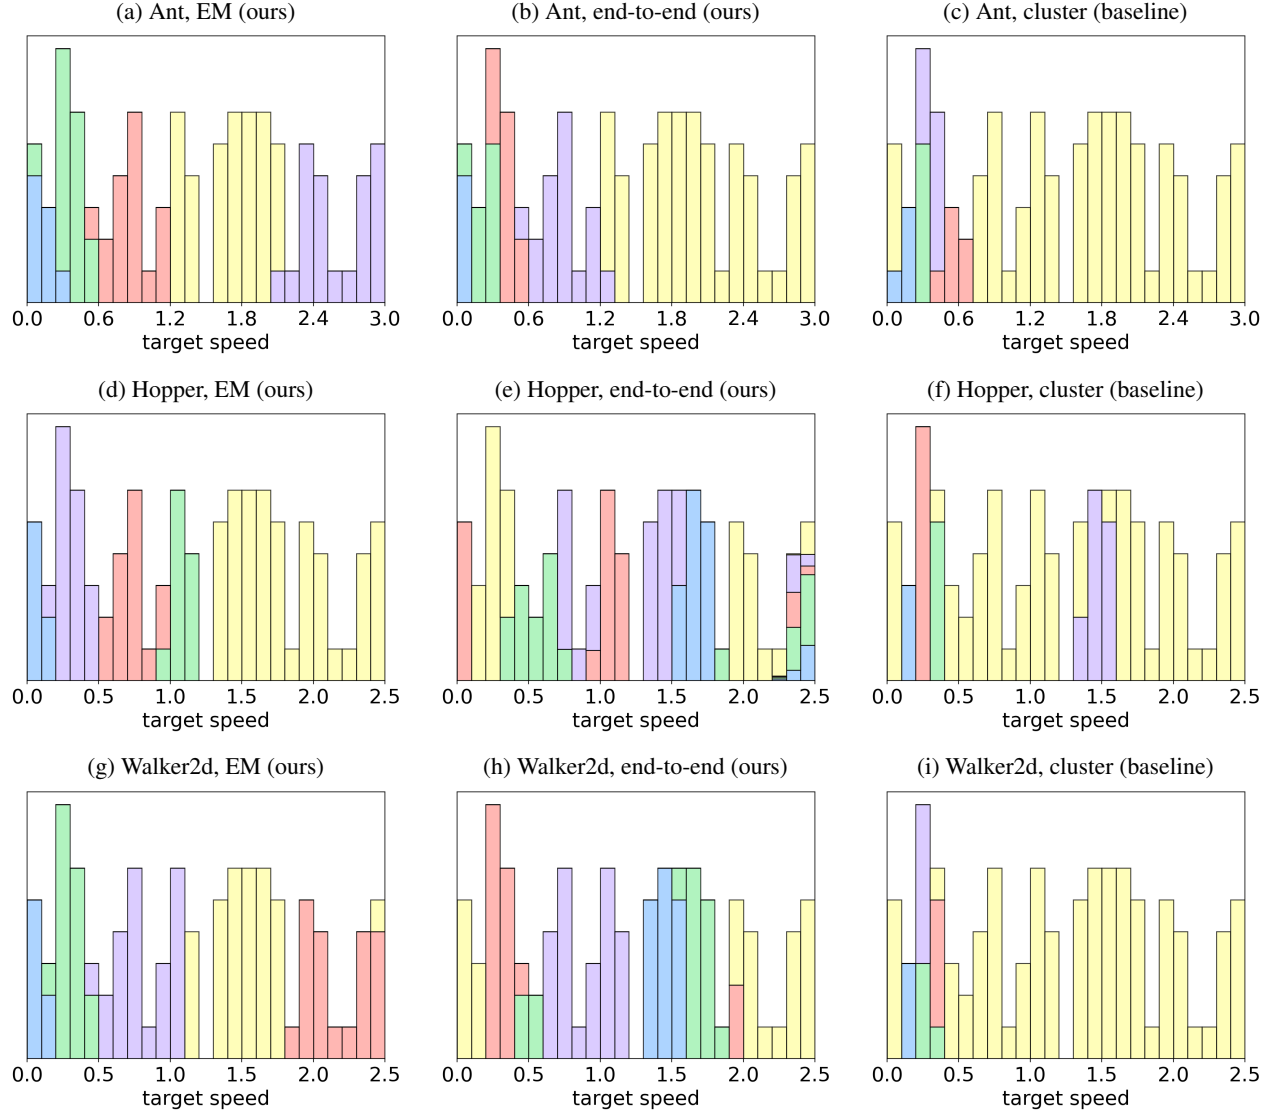 (a) Ant, EM (ours)
(b) Ant, end-to-end (ours)
(c) Ant, cluster (baseline)
0.0 0.6 1.2 1.8 2.4 3.0
0.0 0.6 1.2 1.8 2.4 3.0
0.0 0.6 1.2 1.8 2.4 3.0
target speed
target speed
target speed
(d) Hopper, EM (ours)
(e) Hopper, end-to-end (ours)
(f) Hopper, cluster (baseline)
0.0 0.5 1.0 1.5 2.0 2.5
0.0 0.5 1.0 1.5 2.0 2.5
0.0 0.5 1.0 1.5 2.0 2.5
target speed
target speed
target speed
(g) Walker2d, EM (ours)
(h) Walker2d, end-to-end (ours)
(i) Walker2d, cluster (baseline)
0.0 0.5 1.0 1.5 2.0 2.5
0.0 0.5 1.0 1.5 2.0 2.5
0.0 0.5 1.0 1.5 2.0 2.5
target speed
target speed
target speed